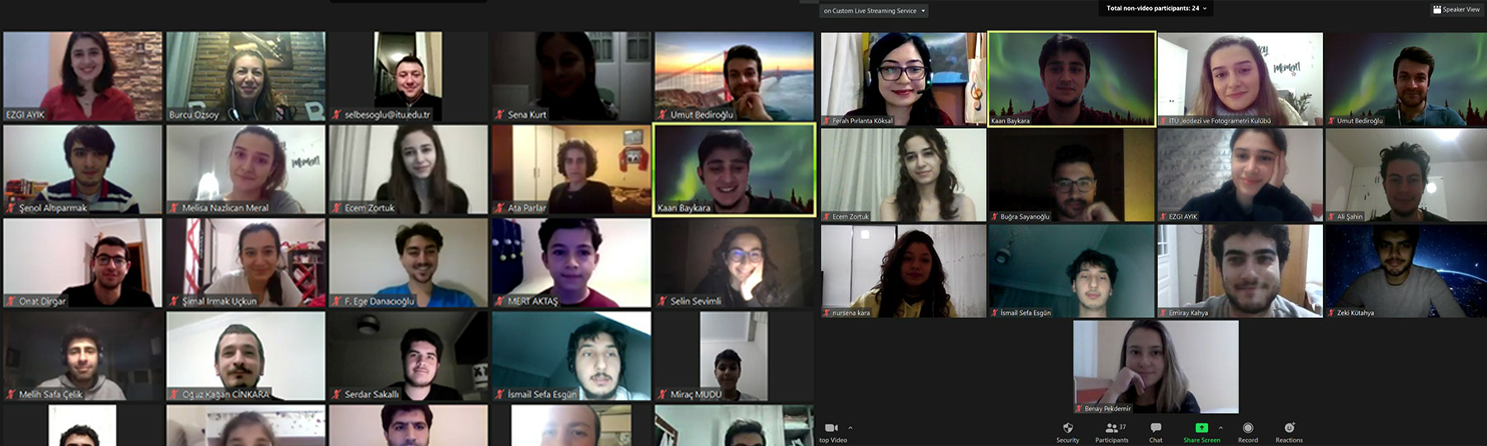 EZGI AYIK
Burcu Ozsoy
selbesoglu@itu.edu.tr
Sena Kurt
Umut Bediroğlu
Şenol Altıparmak
Melisa Nazlıcan Meral
Ecem Zortuk
Ata Parlar
Kaan Baykara
Onat Dirgar
Şimal Irmak Uçkun
F. Ege Danacıoğlu
MERT AKTAŞ
Selin Sevimli
Melih Safa Çelik
Oğuz Kağan CİNKARA
Serdar Sakallı
İsmail Sefa Esgün
Miraç MUDU
on Custom Live Streaming Service
Total non-video participants: 24
Speaker View
Ferah Pırlanta Köksal
Kaan Baykara
İTÜ Jeodezi ve Fotogrametri Kulübü
Umut Bediroğlu
Ecem Zortuk
Buğra Sayanoğlu
EZGI AYIK
Ali Şahin
nursena kara
İsmail Sefa Esgün
Emiray Kahya
Zeki Kütahya
Benay Pekdemir
top Video
Security
Participants
37
Chat
Share Screen
Record
Reactions